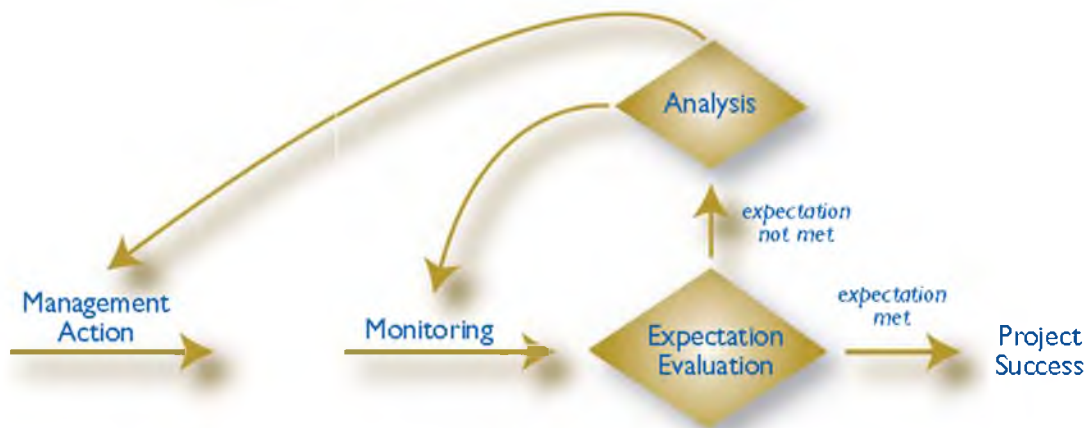 Analysis
expectation
not met
Management
Action
Monitoring
Expectation
Evaluation
expectation
met
Project
Success